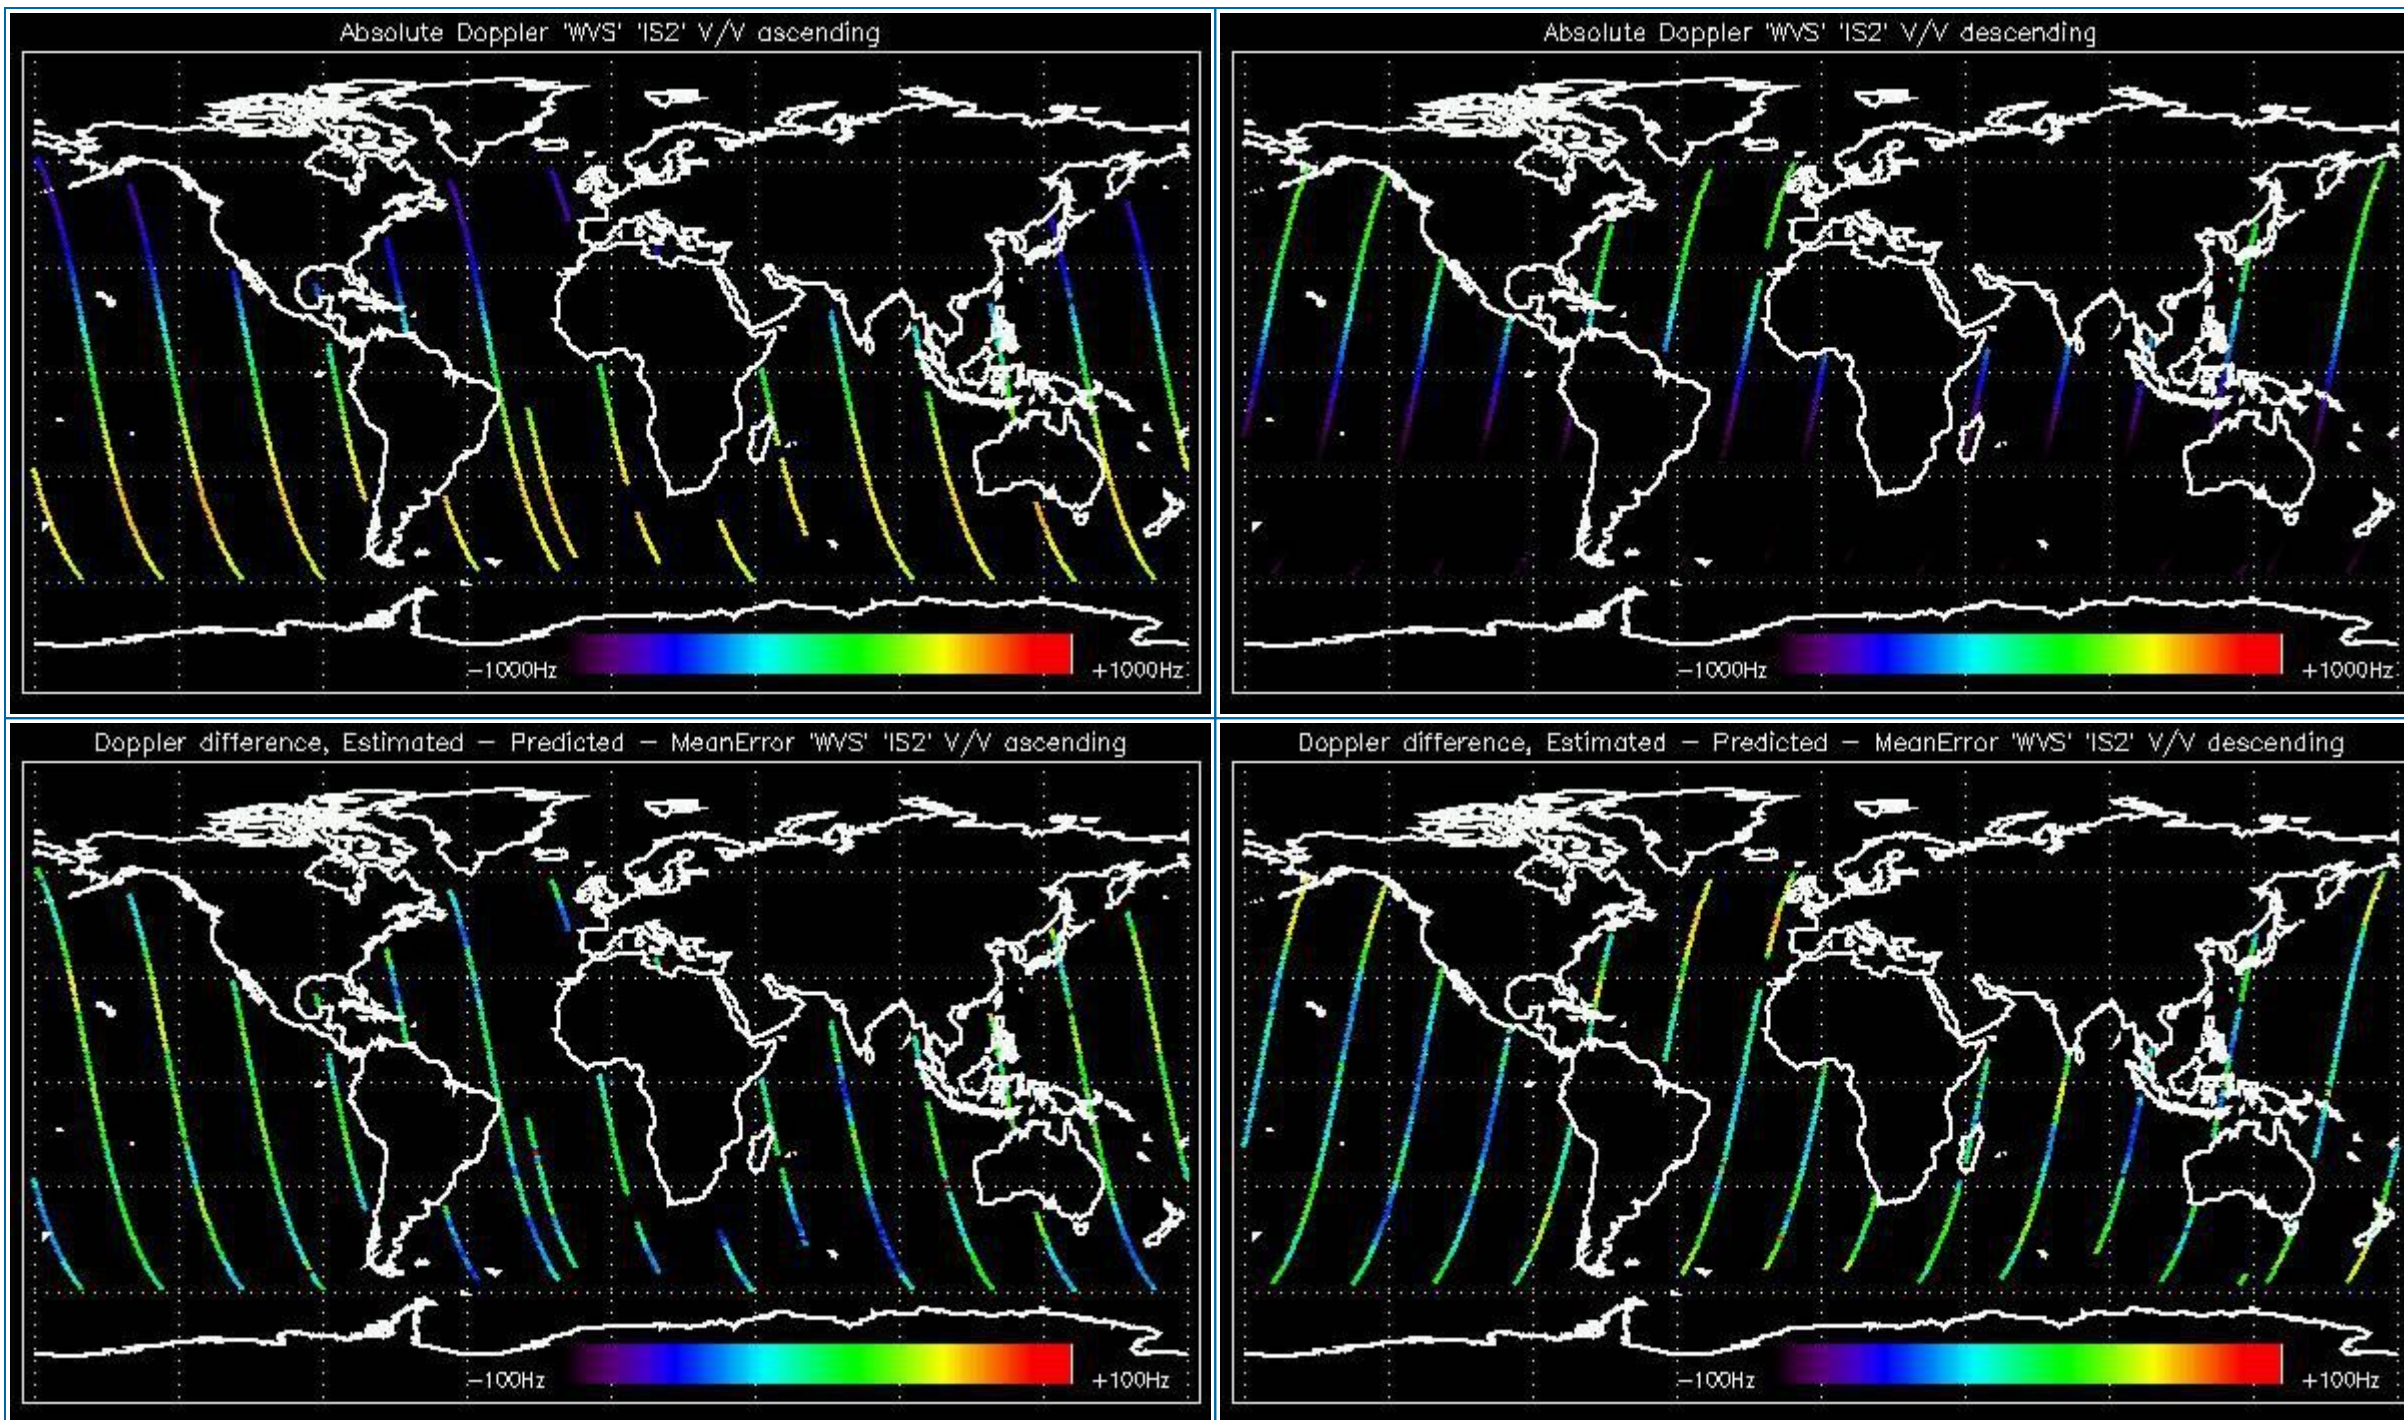 Absolute Doppler 'WVS' 'IS2' V/V ascending
-1000Hz
+1000Hz
Absolute Doppler 'WVS' 'IS2' V/V descending
-1000Hz
+1000Hz
Doppler difference, Estimated - Predicted - MeanError 'WVS' 'IS2' V/V ascending
-100Hz
+100Hz
Doppler difference, Estimated - Predicted - MeanError 'WVS' 'IS2' V/V descending
-100Hz
+100Hz